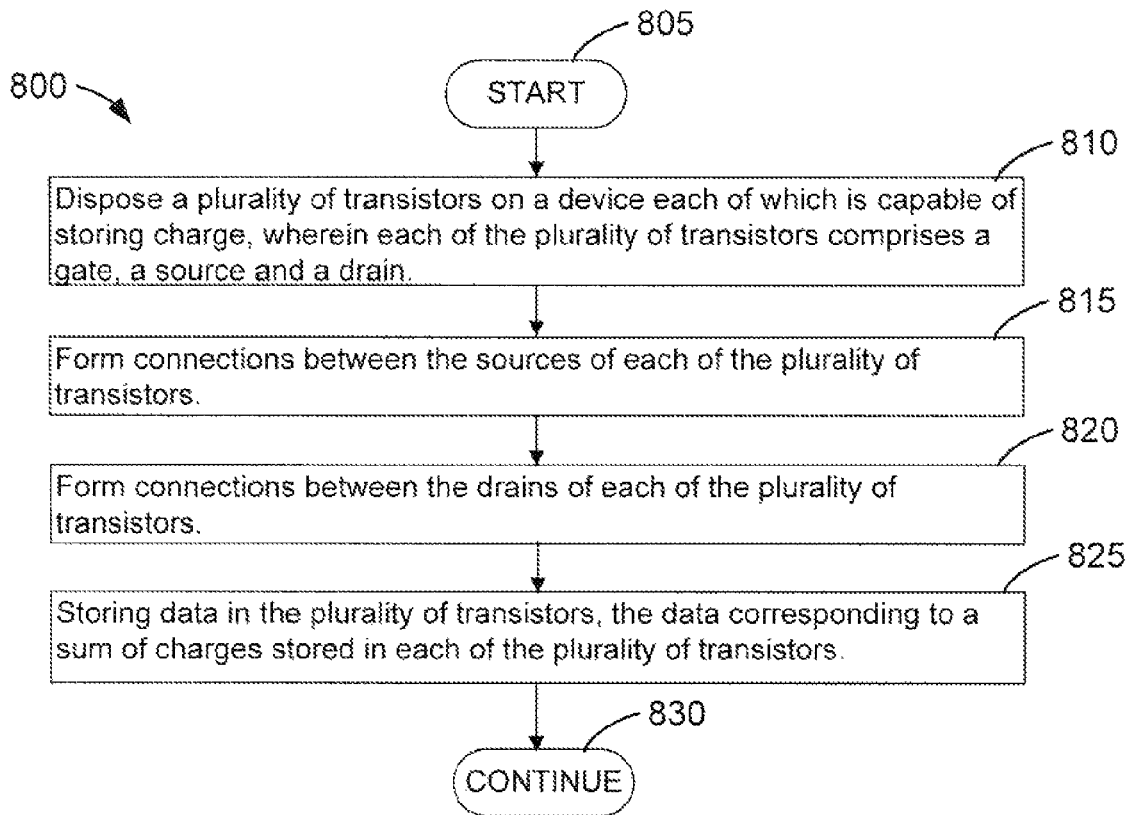 805
START
800
810
Dispose a plurality of transistors on a device each of which is capable of
storing charge, wherein each of the plurality of transistors comprises a
gate, a source and a drain.
815
Form connections between the sources of each of the plurality of
transistors.
820
Form connections between the drains of each of the plurality of
transistors.
825
Storing data in the plurality of transistors, the data corresponding to a
sum of charges stored in each of the plurality of transistors.
830
CONTINUE